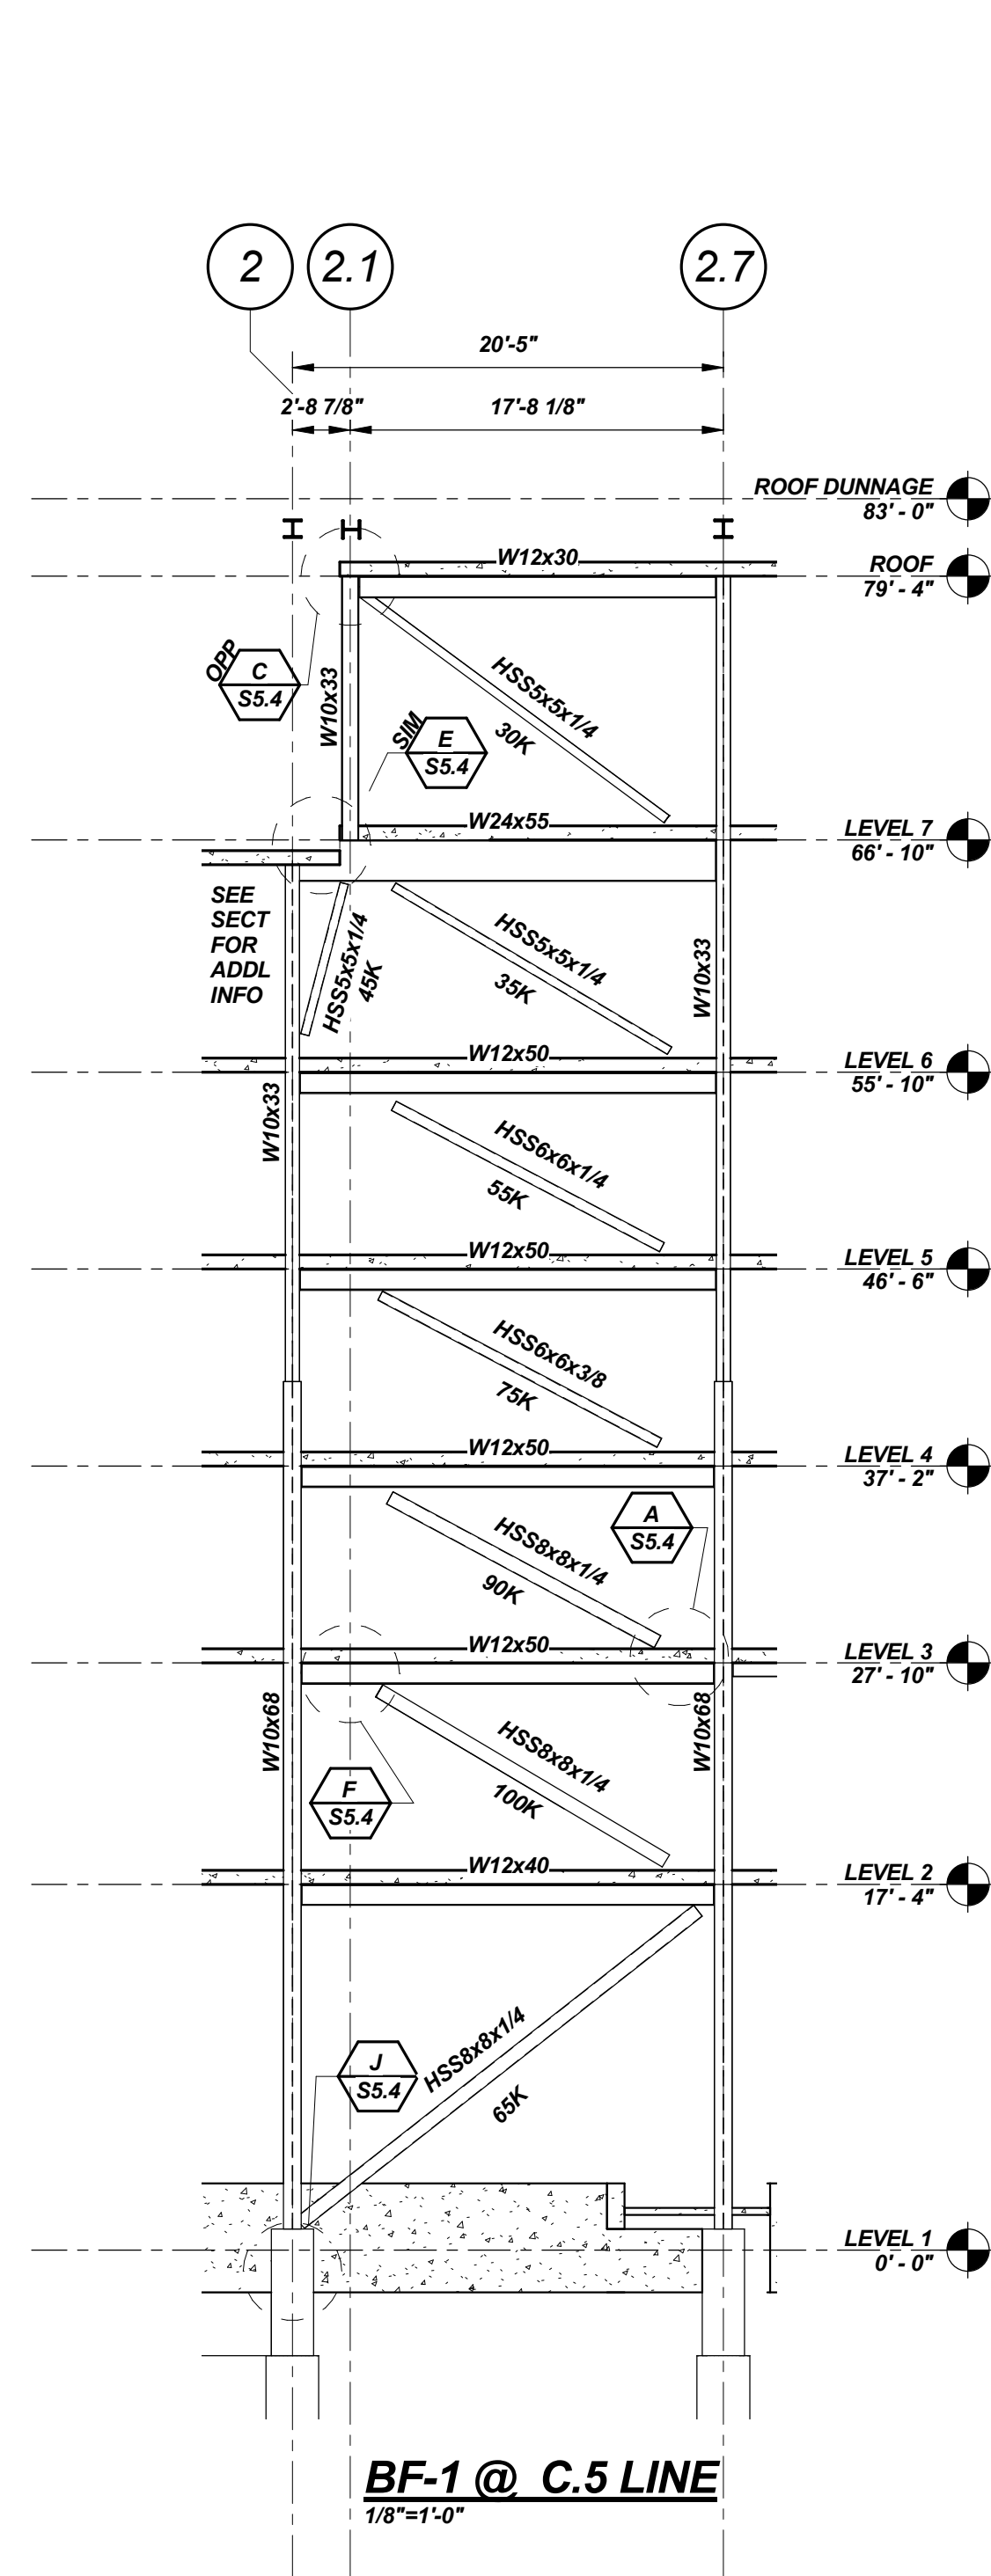 2
2.1
2.7
20'-5"
2'-8 7/8"
17'-8 1/8"
ROOF DUNNAGE
83' - 0"
W12x30
ROOF
79' - 4"
OPP
C
S5.4
W10x33
HSS5x5x1/4
30K
SIM
E
S5.4
W24x55
LEVEL 7
66' - 10"
SEE
SECT
FOR
ADDL
INFO
HSS5x5x1/4
45K
HSS5x5x1/4
35K
W10x33
W12x50
LEVEL 6
55' - 10"
W10x33
HSS6x6x1/4
55K
W12x50
LEVEL 5
46' - 6"
HSS6x6x3/8
75K
W12x50
LEVEL 4
37' - 2"
A
S5.4
HSS8x8x1/4
90K
W12x50
LEVEL 3
27' - 10"
W10x68
W10x68
HSS8x8x1/4
100K
F
S5.4
W12x40
LEVEL 2
17' - 4"
J
S5.4
HSS8x8x1/4
65K
LEVEL 1
0' - 0"
BF-1 @ C.5 LINE
1/8"=1'-0"